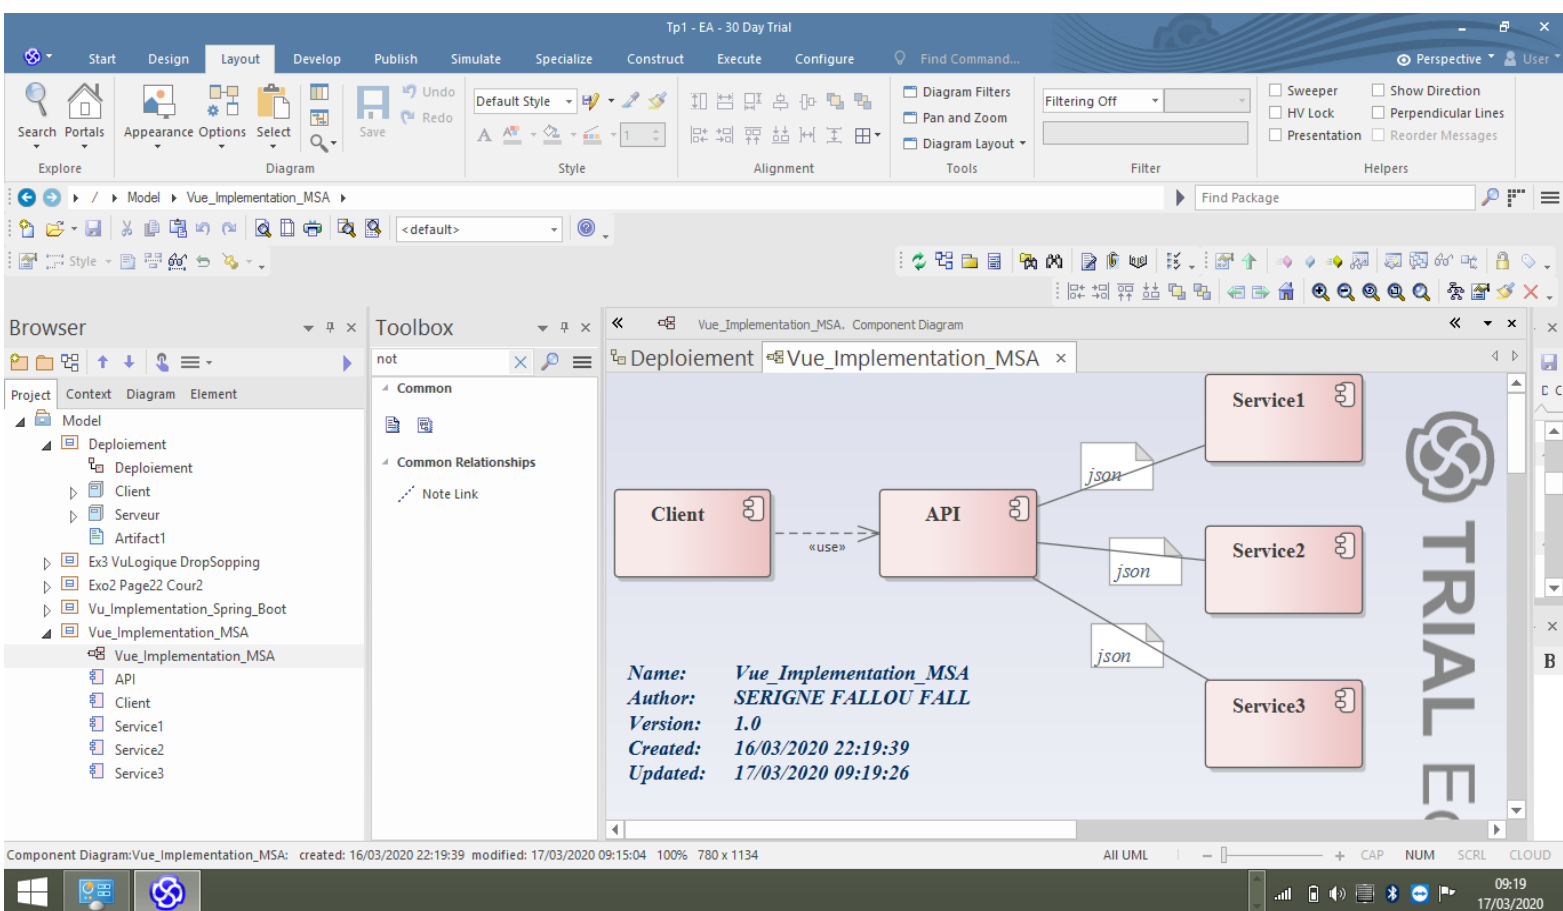 Tp1 - EA - 30 Day Trial
Start Design Layout Develop Publish Simulate Specialize Construct Execute Configure Find Command... Perspective User
Search Portals Appearance Options Select Save Undo Redo Default Style 1 Diagram Filters Pan and Zoom Diagram Layout Filtering Off Sweeper HV Lock Presentation Show Direction Perpendicular Lines Reorder Messages
Explore Diagram Style Alignment Tools Filter Helpers
/ Model Vue_Implementation_MSA Find Package
<default>
Style
Browser
Project Context Diagram Element
Model
Deploiement
Deploiement
Client
Serveur
Artifact1
Ex3 VuLogique DropSopping
Exo2 Page22 Cour2
Vu_Implementation_Spring_Boot
Vue_Implementation_MSA
Vue_Implementation_MSA
API
Client
Service1
Service2
Service3
Toolbox
not
Common
Common Relationships
Note Link
Vue_Implementation_MSA. Component Diagram
Deploiement Vue_Implementation_MSA
Service1
json
Client
«use»
API
Service2
json
json
Service3
Name: Vue_Implementation_MSA
Author: SERIGNE FALLOU FALL
Version: 1.0
Created: 16/03/2020 22:19:39
Updated: 17/03/2020 09:19:26
TRIAL
B
Component Diagram:Vue_Implementation_MSA: created: 16/03/2020 22:19:39 modified: 17/03/2020 09:15:04 100% 780 x 1134 All UML CAP NUM SCRL CLOUD
09:19
17/03/2020